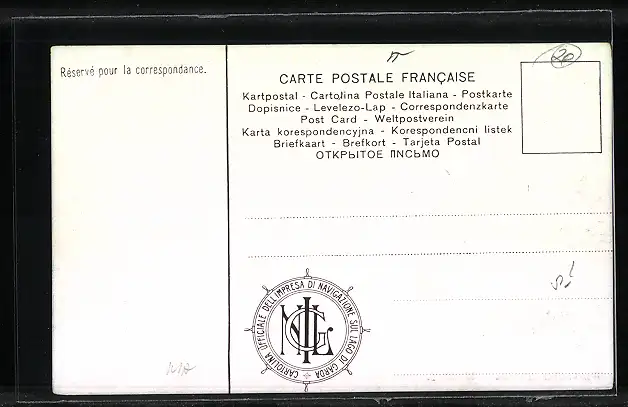 Réservé pour la correspondance.
20
CARTE POSTALE FRANÇAISE
Kartpostal - Cartolina Postale Italiana - Postkarte
Dopisnice - Levelezo-Lap - Correspondenzkarte
Post Card - Weltpostverein
Karta korespondencyjna - Korespondencni listek
Briefkaart - Brefkort - Tarjeta Postal
ОТКРЫТОЕ ПИСЬМО
CARTOLINA UFFICIALE DELL'IMPRESA DI NAVIGAZIONE SUL LAGO DI GARDA